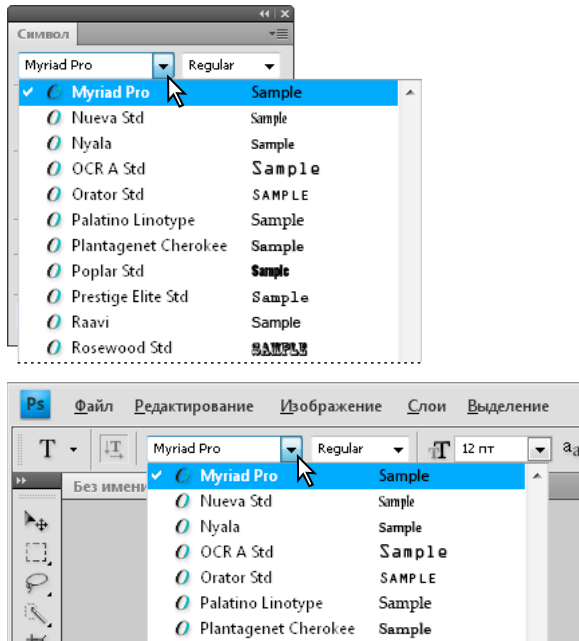 Символ
Myriad Pro Regular
Myriad Pro Sample
Nueva Std Sample
Nyala Sample
OCR A Std Sample
Orator Std SAMPLE
Palatino Linotype Sample
Plantagenet Cherokee Sample
Poplar Std Sample
Prestige Elite Std Sample
Raavi Sample
Rosewood Std SAMPLE
Ps Файл Редактирование Изображение Слои Выделение
T T Myriad Pro Regular T 12 пт aa
Без имени
Myriad Pro Sample
Nueva Std Sample
Nyala Sample
OCR A Std Sample
Orator Std SAMPLE
Palatino Linotype Sample
Plantagenet Cherokee Sample